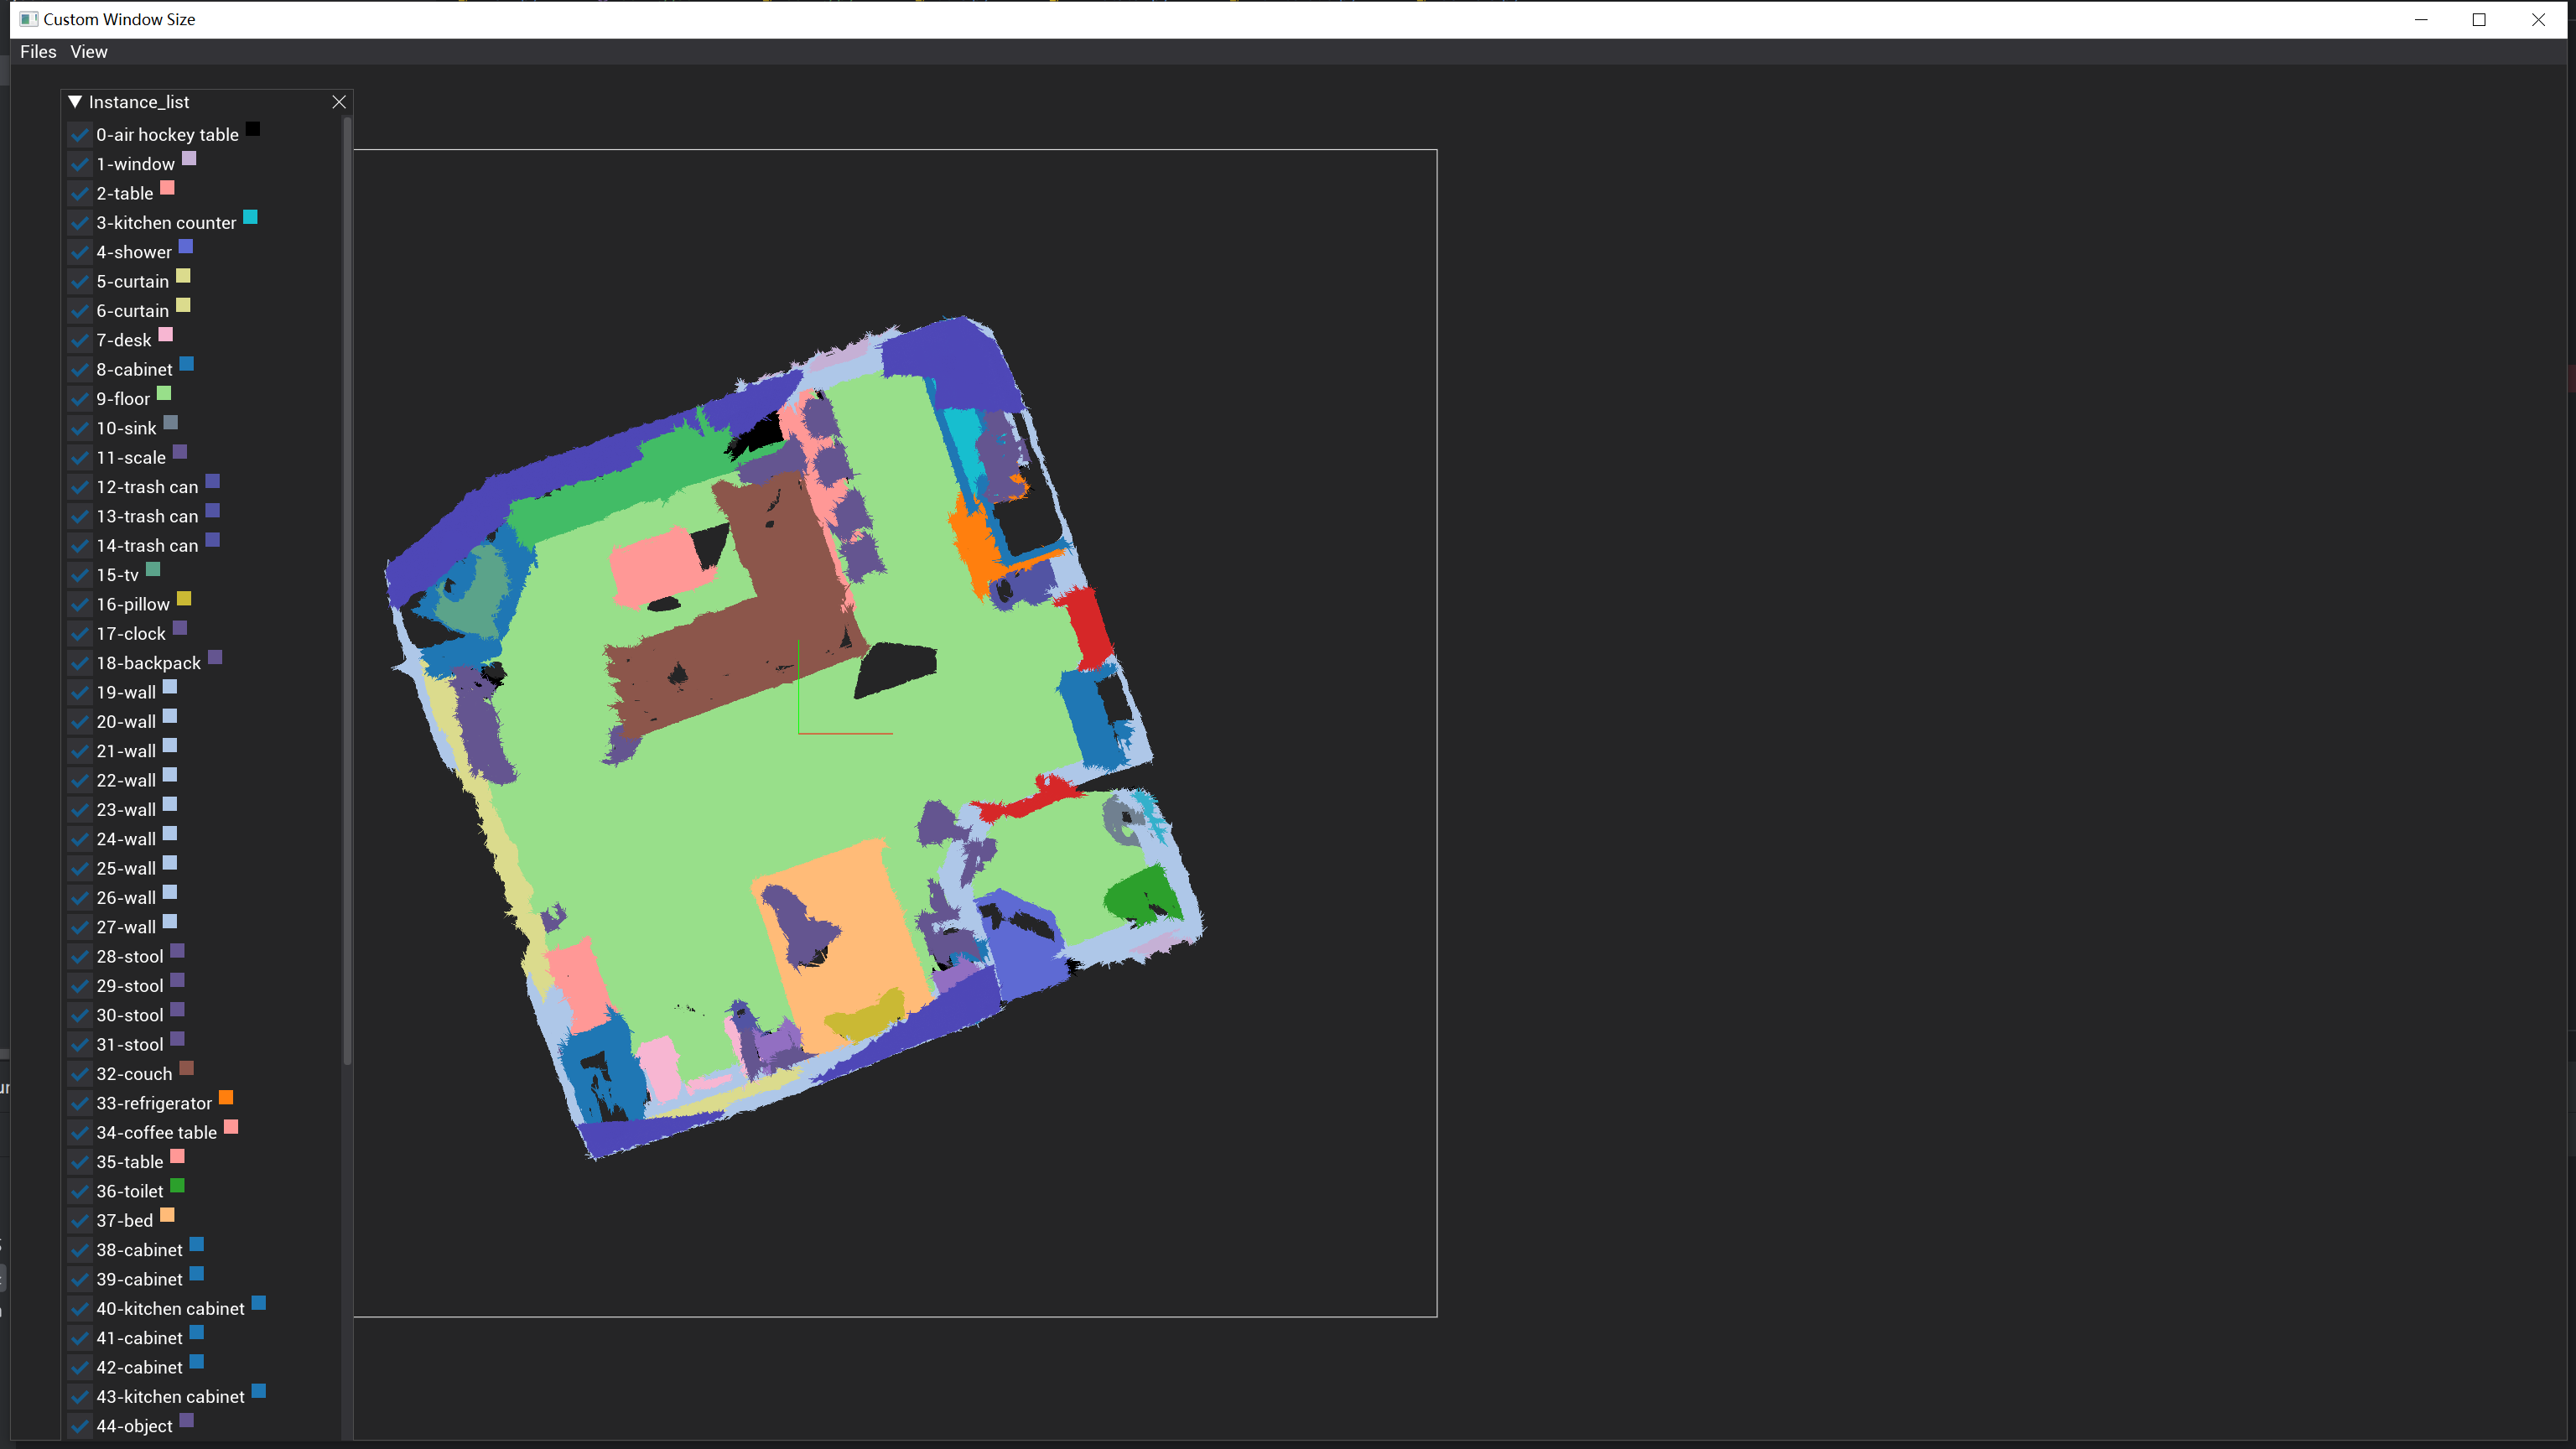 Custom Window Size
Files View
Instance_list
0-air hockey table
1-window
2-table
3-kitchen counter
4-shower
5-curtain
6-curtain
7-desk
8-cabinet
9-floor
10-sink
11-scale
12-trash can
13-trash can
14-trash can
15-tv
16-pillow
17-clock
18-backpack
19-wall
20-wall
21-wall
22-wall
23-wall
24-wall
25-wall
26-wall
27-wall
28-stool
29-stool
30-stool
31-stool
32-couch
33-refrigerator
34-coffee table
35-table
36-toilet
37-bed
38-cabinet
39-cabinet
40-kitchen cabinet
41-cabinet
42-cabinet
43-kitchen cabinet
44-object